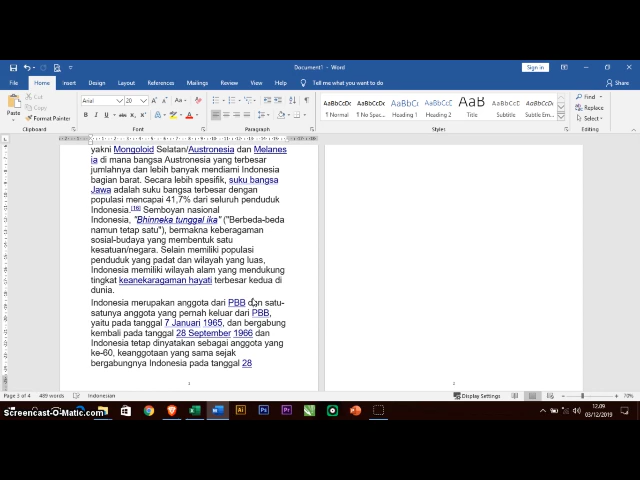 Document1 - Word
Sign in
File
Home
Insert
Design
Layout
References
Mailings
Review
View
Help
Tell me what you want to do
Share
Paste
Cut
Copy
Format Painter
Clipboard
Arial
20
Font
Paragraph
AaBbCcDc
AaBbCcDc
AaBbC
AaBbCc
AaB
AaBbCcD
AaBbCcDc
¶ Normal
¶ No Spac...
Heading 1
Heading 2
Title
Subtitle
Subtle Em...
Styles
Find
Replace
Select
Editing
yakni Mongoloid Selatan/Austronesia dan Melanes
ia di mana bangsa Austronesia yang terbesar
jumlahnya dan lebih banyak mendiami Indonesia
bagian barat. Secara lebih spesifik, suku bangsa
Jawa adalah suku bangsa terbesar dengan
populasi mencapai 41,7% dari seluruh penduduk
Indonesia.[16] Semboyan nasional
Indonesia, "Bhinneka tunggal ika" ("Berbeda-beda
namun tetap satu"), bermakna keberagaman
sosial-budaya yang membentuk satu
kesatuan/negara. Selain memiliki populasi
penduduk yang padat dan wilayah yang luas,
Indonesia memiliki wilayah alam yang mendukung
tingkat keanekaragaman hayati terbesar kedua di
dunia.
Indonesia merupakan anggota dari PBB dan satu-
satunya anggota yang pernah keluar dari PBB,
yaitu pada tanggal 7 Januari 1965, dan bergabung
kembali pada tanggal 28 September 1966 dan
Indonesia tetap dinyatakan sebagai anggota yang
ke-60, keanggotaan yang sama sejak
bergabungnya Indonesia pada tanggal 28
Page 3 of 4
489 words
Indonesian
Display Settings
70%
Screencast-O-Matic.com
12.09
03/12/2019